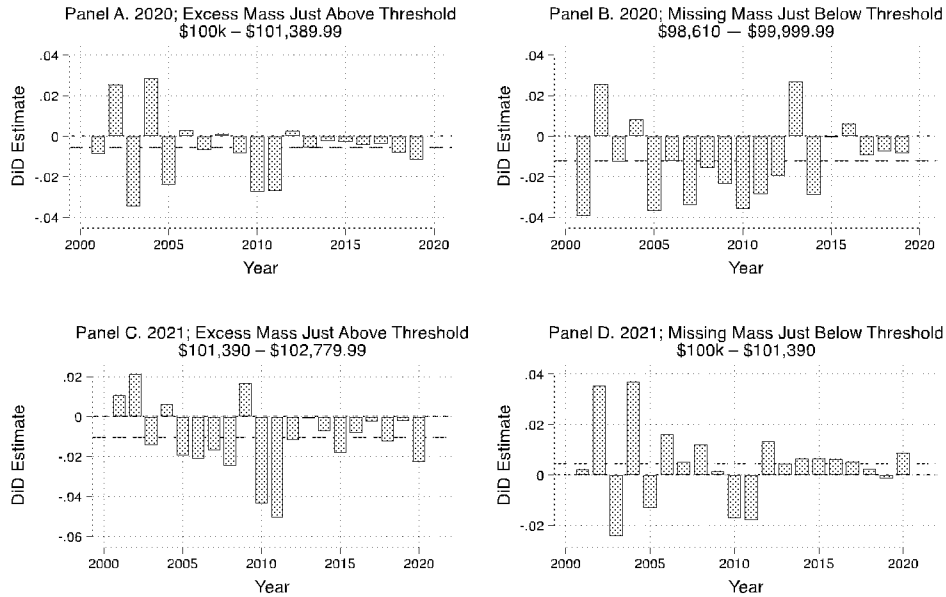 Panel A. 2020; Excess Mass Just Above Threshold
$100k – $101,389.99
.04
.02
0
-.02
-.04
DiD Estimate
2000 2005 2010 2015 2020
Year
Panel B. 2020; Missing Mass Just Below Threshold
$98,610 — $99,999.99
.04
.02
0
-.02
-.04
DiD Estimate
2000 2005 2010 2015 2020
Year
Panel C. 2021; Excess Mass Just Above Threshold
$101,390 – $102,779.99
.02
0
-.02
-.04
-.06
DiD Estimate
2000 2005 2010 2015 2020
Year
Panel D. 2021; Missing Mass Just Below Threshold
$100k – $101,390
.04
.02
0
-.02
DiD Estimate
2000 2005 2010 2015 2020
Year